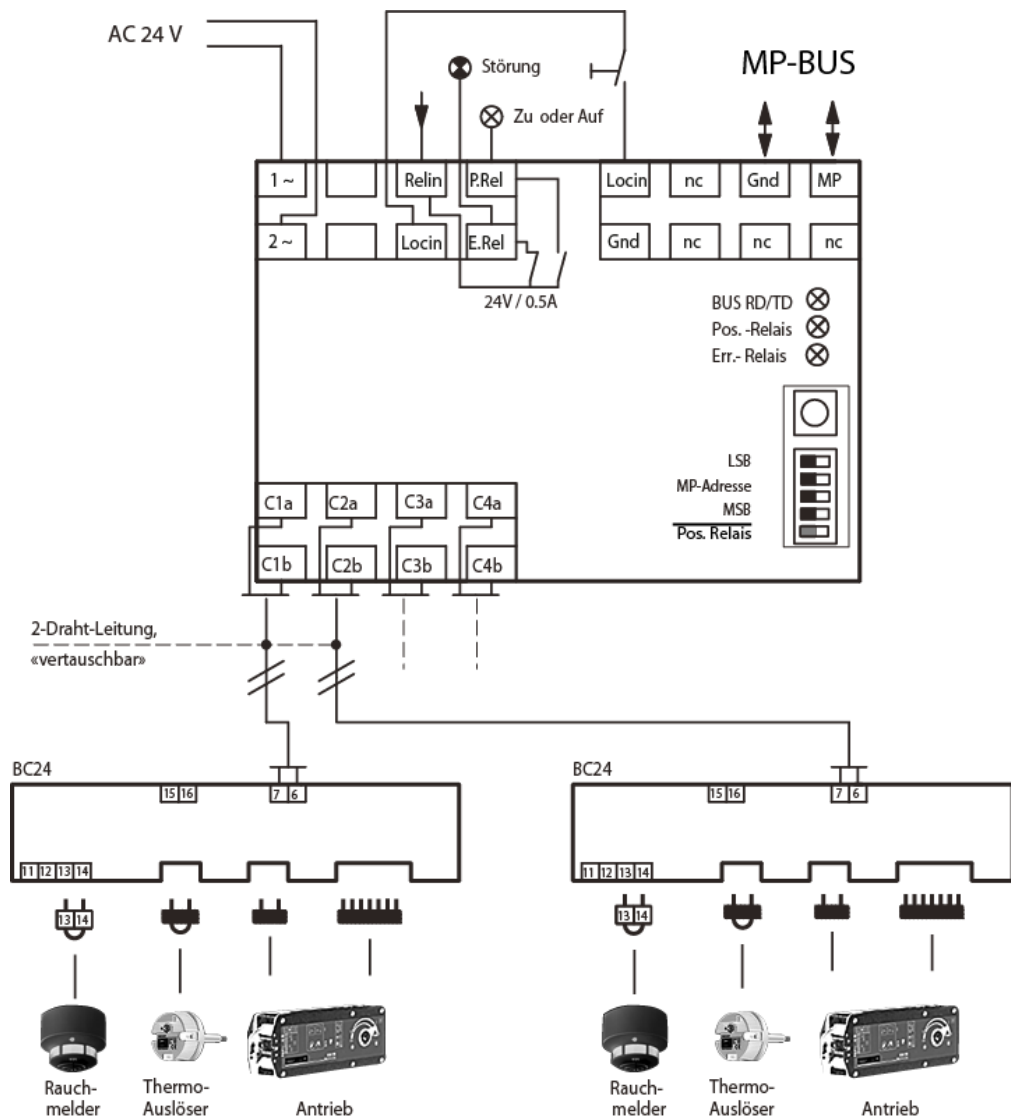 AC 24 V
Störung
Zu oder Auf
MP-BUS
1 ~
Relin
P.Rel
Locin
nc
Gnd
MP
2 ~
Locin
E.Rel
Gnd
nc
nc
nc
24V / 0.5A
BUS RD/TD
Pos. -Relais
Err.- Relais
LSB
MP-Adresse
MSB
Pos. Relais
C1a
C2a
C3a
C4a
C1b
C2b
C3b
C4b
2-Draht-Leitung,
«vertauschbar»
BC24
15 16
7 6
11 12 13 14
13 14
Rauch-
melder
Thermo-
Auslöser
Antrieb
BC24
15 16
7 6
11 12 13 14
13 14
Rauch-
melder
Thermo-
Auslöser
Antrieb